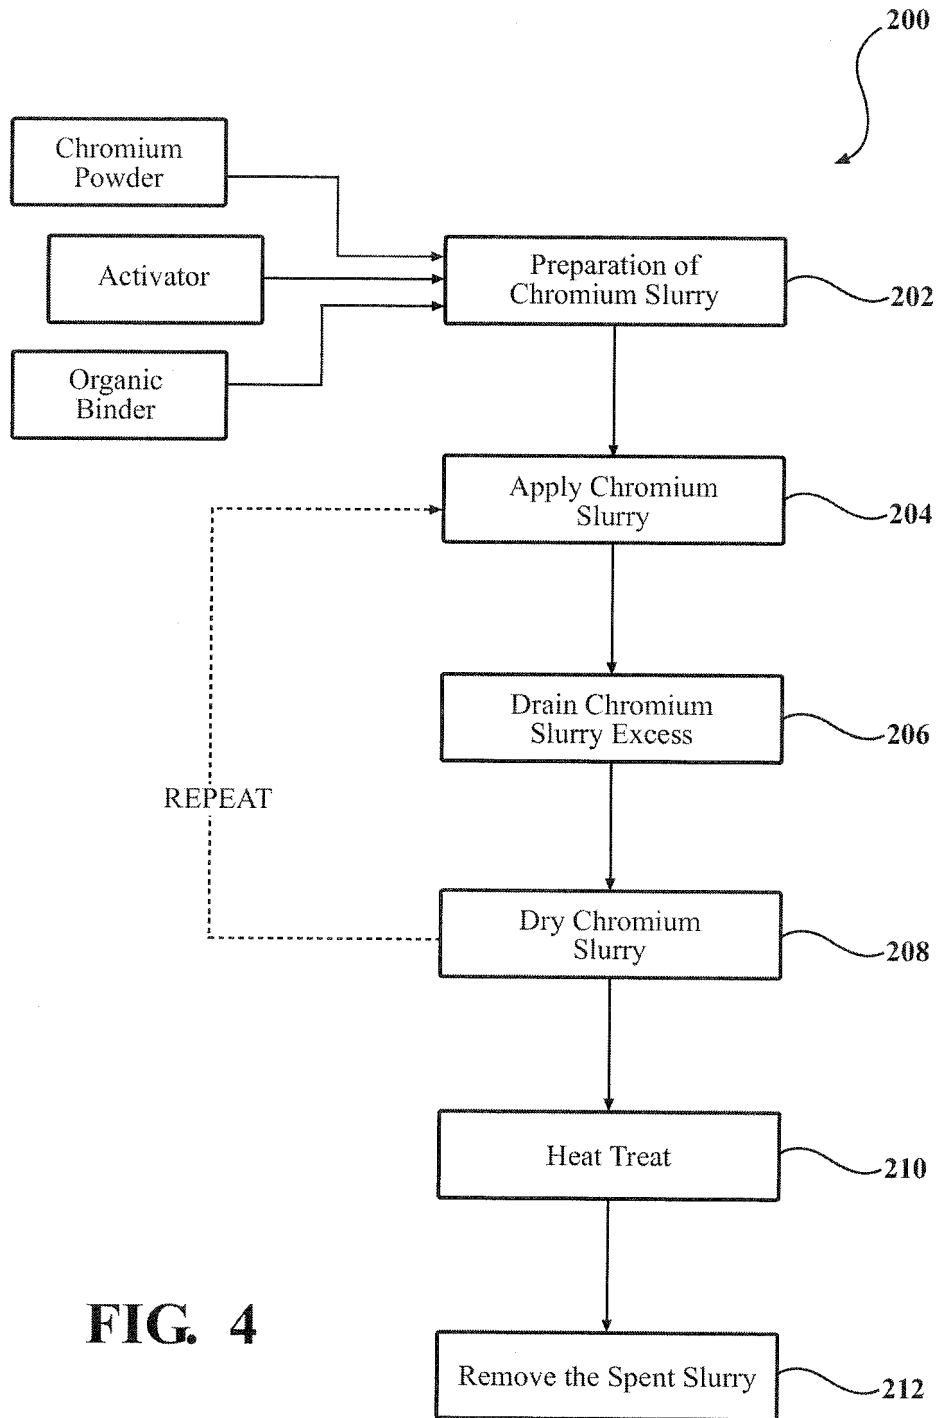 200
Chromium
Powder
Activator
Organic
Binder
Preparation of
Chromium Slurry
202
Apply Chromium
Slurry
204
Drain Chromium
Slurry Excess
206
REPEAT
Dry Chromium
Slurry
208
Heat Treat
210
FIG. 4
Remove the Spent Slurry
212